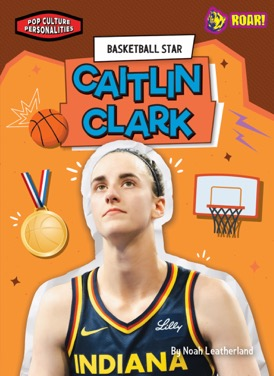 POP CULTURE
PERSONALITIES
ROAR!
BASKETBALL STAR
CAITLIN
CLARK
Lilly
By Noah Leatherland
INDIANA